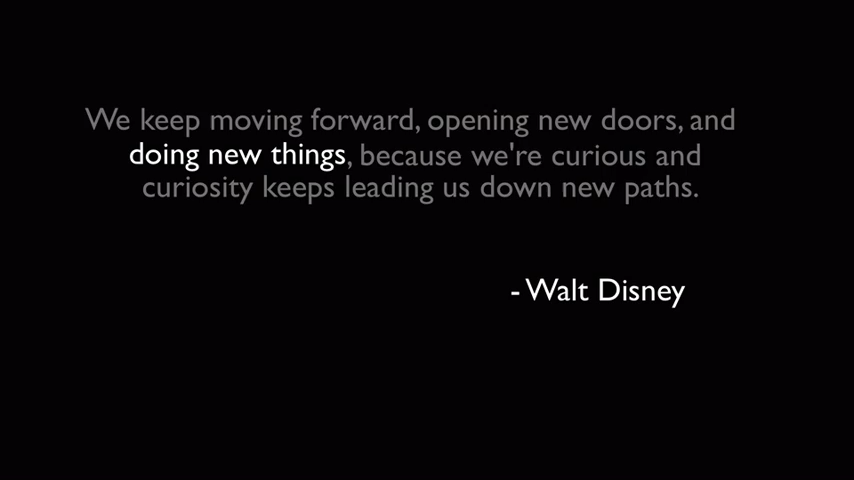 We keep moving forward, opening new doors, and
doing new things, because we're curious and
curiosity keeps leading us down new paths.
- Walt Disney